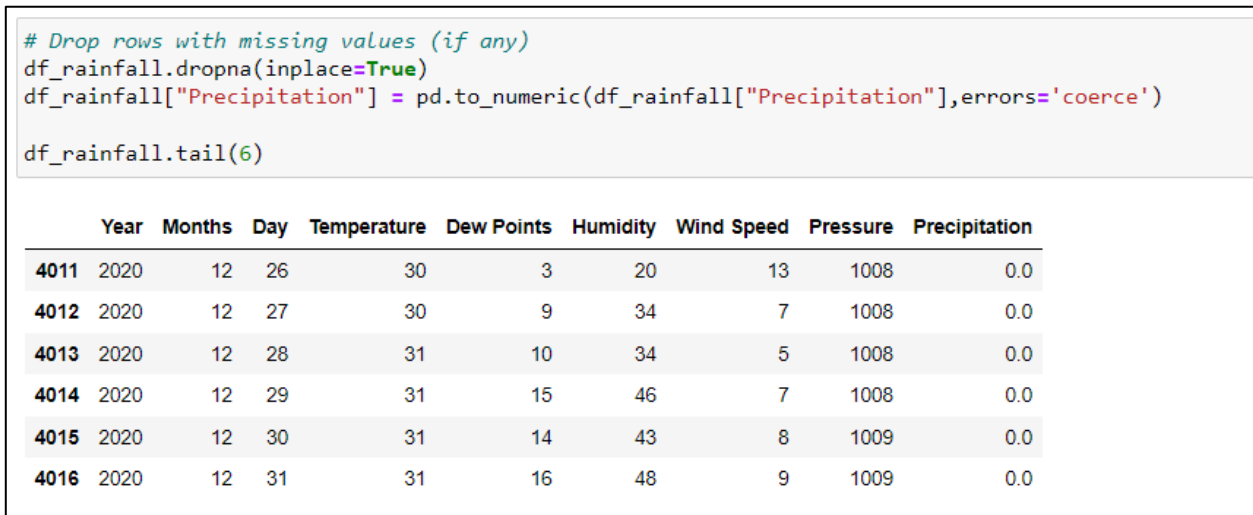 # Drop rows with missing values (if any)
df_rainfall.dropna(inplace=True)
df_rainfall["Precipitation"] = pd.to_numeric(df_rainfall["Precipitation"],errors='coerce')
df_rainfall.tail(6)
Year Months Day Temperature Dew Points Humidity Wind Speed Pressure Precipitation
4011 2020 12 26 30 3 20 13 1008 0.0
4012 2020 12 27 30 9 34 7 1008 0.0
4013 2020 12 28 31 10 34 5 1008 0.0
4014 2020 12 29 31 15 46 7 1008 0.0
4015 2020 12 30 31 14 43 8 1009 0.0
4016 2020 12 31 31 16 48 9 1009 0.0